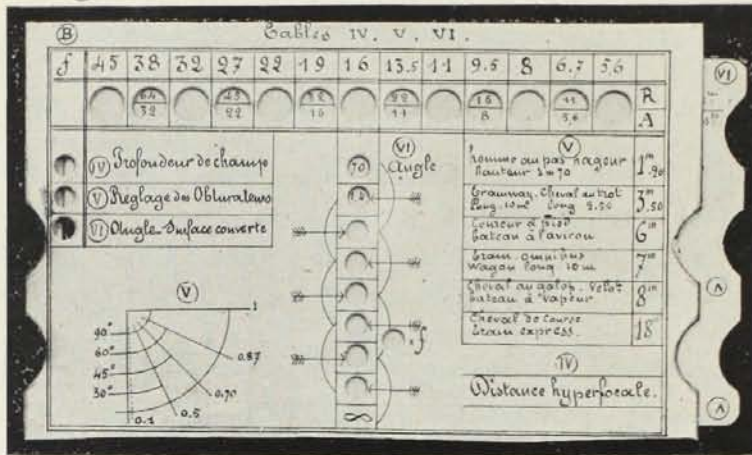 B
Tables IV. V. VI.
f 45 38 32 27 22 19 16 13.5 11 9.5 8 6.7 5.6
64 45 32 22 16 11 R
32 22 16 11 8 5,6 A
VI
IV Profondeur de champ
V Réglage des Obturateurs
VI Angle Surface couverte
VI
70 Angle
f
∞
V
90°
60°
45°
30°
1
0.87
0.70
0.5
0.1
V
homme au pas nageur 1m.90
hauteur 1m70
Tramway. Cheval au trot 3m.50
long. 10m long
Coureur à pied 6m
Bateau à l'aviron
Train omnibus 7m
Wagon long 10m
Cheval au galop. Vélo 8m
Bateau à vapeur
Cheval de course 18
Train express.
IV
Distance hyperfocale.
A
A